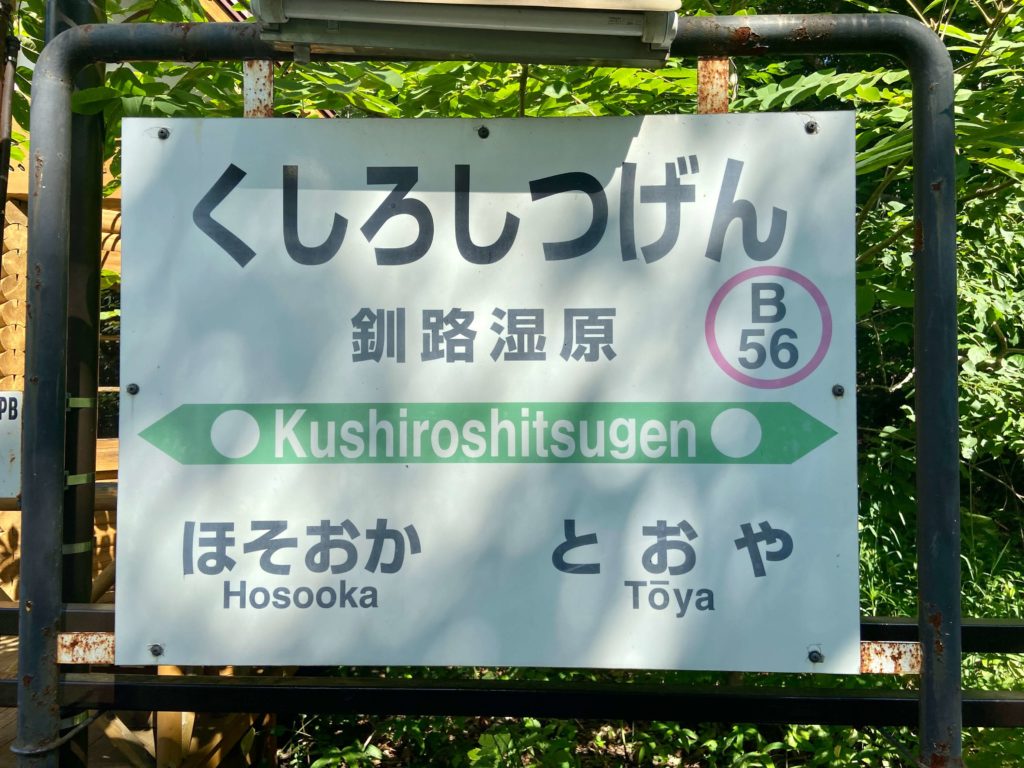 くしろしつげん
釧路湿原
B
56
Kushiroshitsugen
ほそおか とおや
Hosooka Tōya
PB